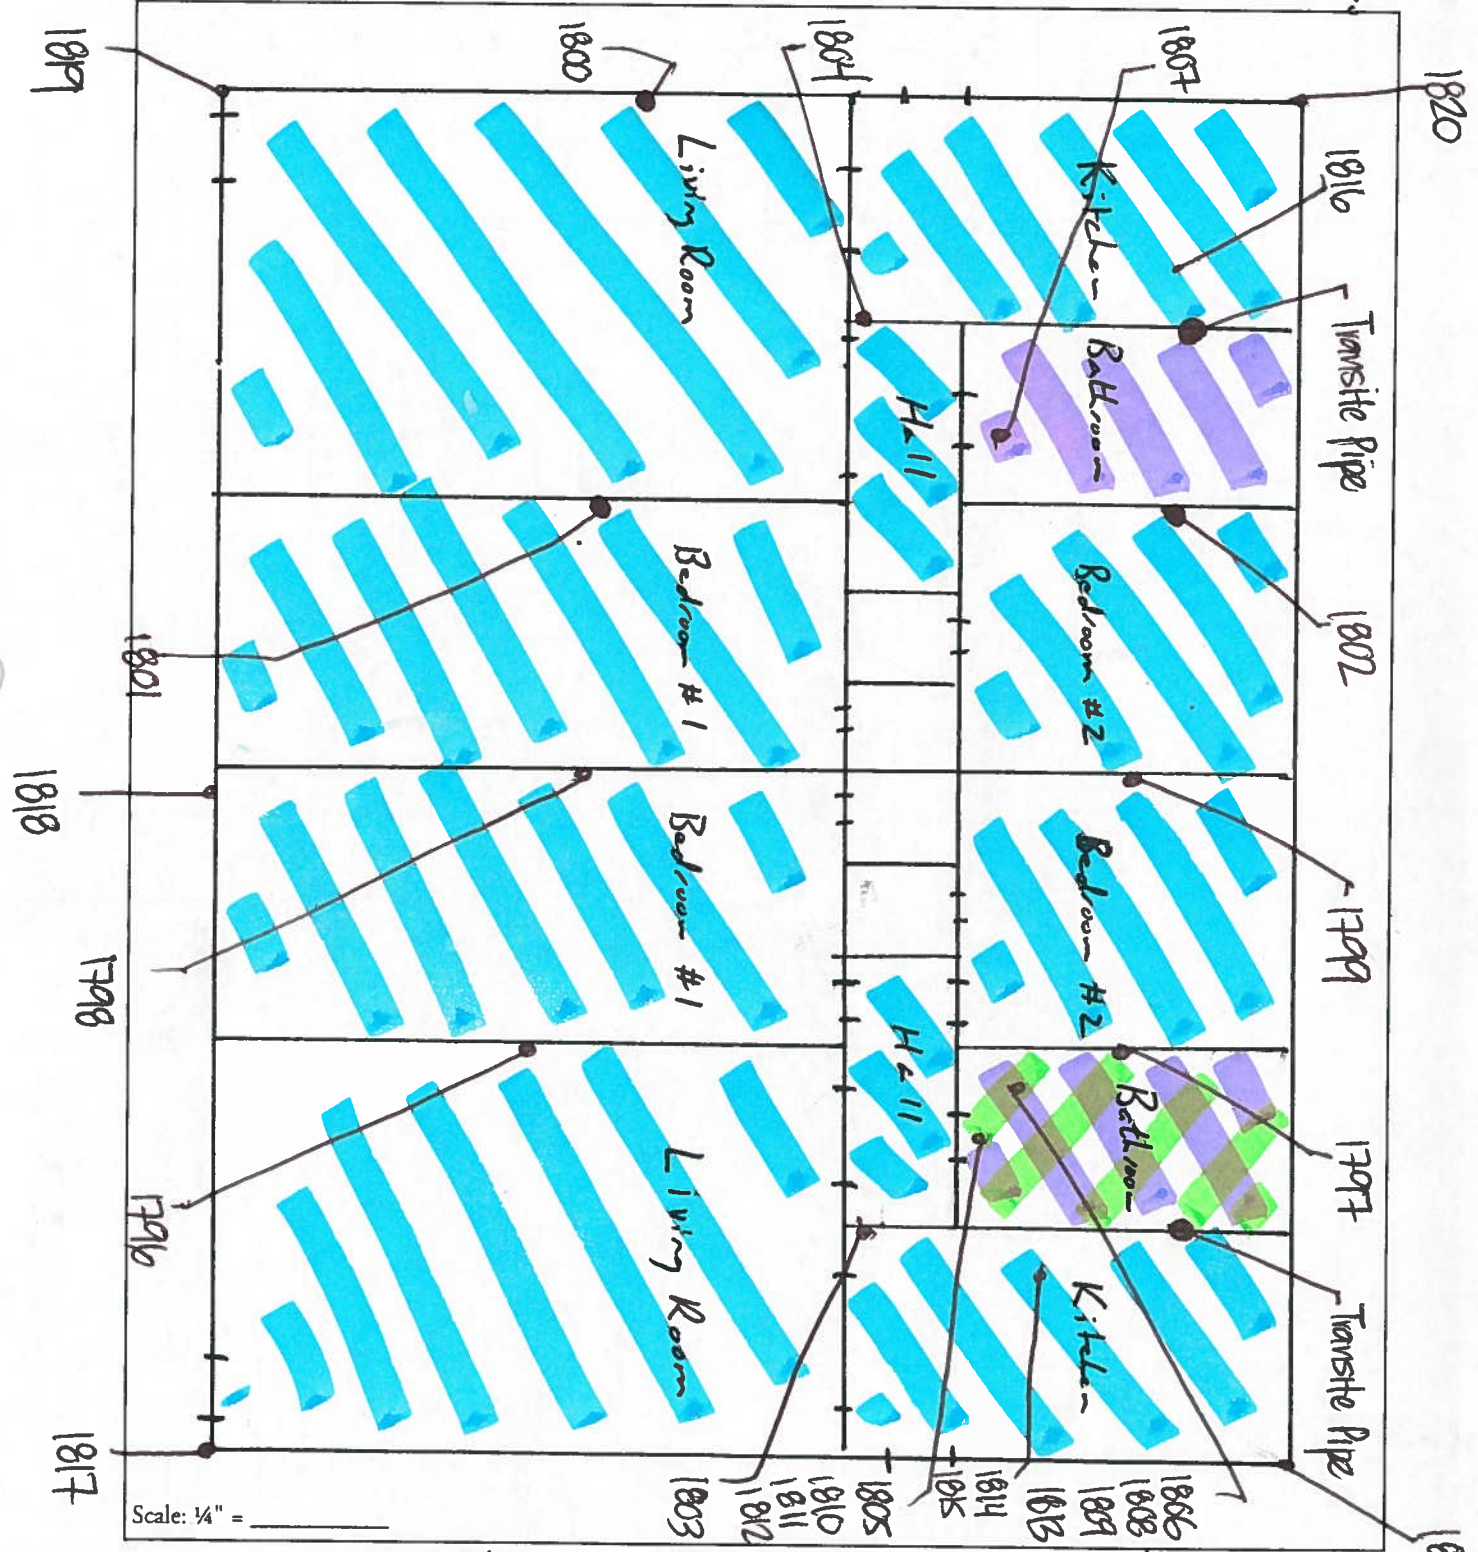 1819
1800
1804
1807
1820
1816
Living Room
Kitchen
Transite Pipe
Bathroom
Hall
1802
1801
Bedroom #1
Bedroom #2
1818
1798
Bedroom #1
Bedroom #2
1799
Hall
Bathroom
1797
1796
Living Room
Kitchen
Transite Pipe
1817
1803
1812
1811
1810
1805
1815
1814
1813
1809
1808
1806
Scale: ¼" =